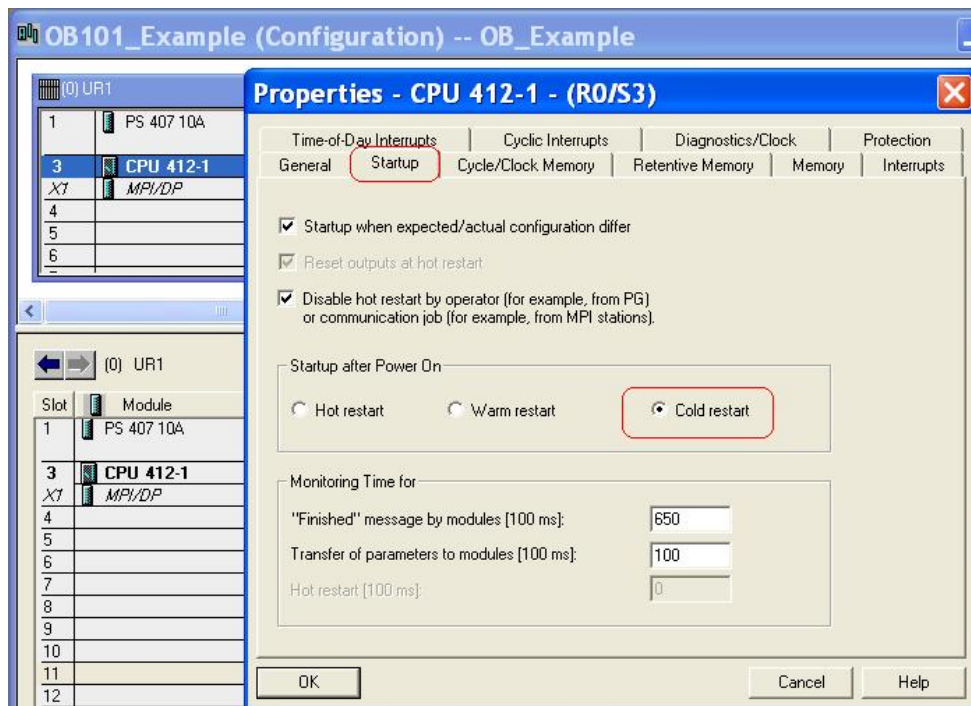 OB101_Example (Configuration) -- OB_Example
(0) UR1
1 PS 407 10A
3 CPU 412-1
X1 MPI/DP
4
5
6
Properties - CPU 412-1 - (R0/S3)
Time-of-Day Interrupts Cyclic Interrupts Diagnostics/Clock Protection
General Startup Cycle/Clock Memory Retentive Memory Memory Interrupts
Startup when expected/actual configuration differ
Reset outputs at hot restart
Disable hot restart by operator (for example, from PG)
or communication job (for example, from MPI stations).
Startup after Power On
Hot restart Warm restart Cold restart
Monitoring Time for
"Finished" message by modules [100 ms]: 650
Transfer of parameters to modules [100 ms]: 100
Hot restart [100 ms]: 0
OK Cancel Help
(0) UR1
Slot Module
1 PS 407 10A
3 CPU 412-1
X1 MPI/DP
4
5
6
7
8
9
10
11
12